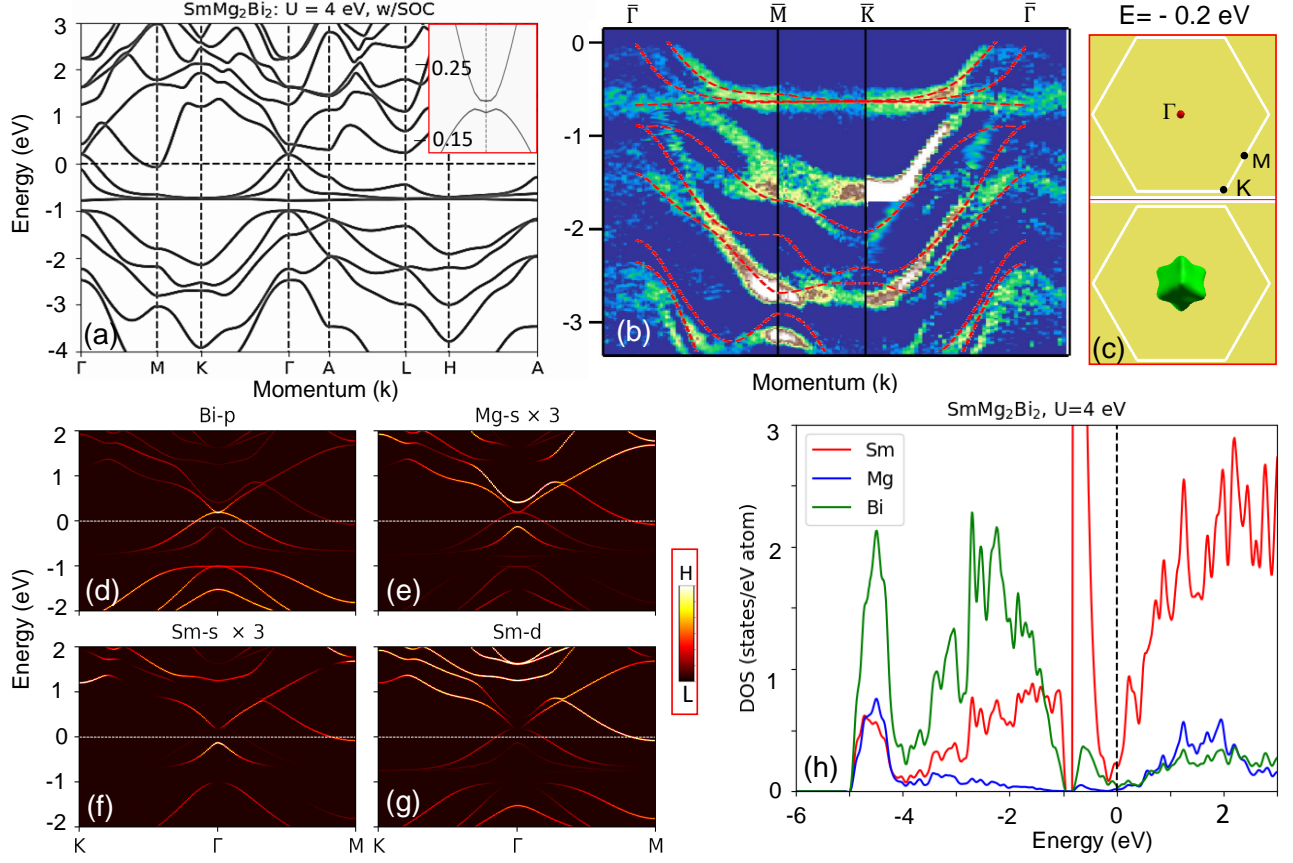 SmMg₂Bi₂: U = 4 eV, w/SOC
Energy (eV)
3
2
1
0
-1
-2
-3
-4
0.25
0.15
(a)
Γ M K Γ A L H A
Momentum (k)
Γ̄ M̄ K̄ Γ̄
0
-1
-2
-3
(b)
Momentum (k)
E= - 0.2 eV
Γ
M
K
(c)
Bi-p
Mg-s × 3
2
1
0
-1
-2
(d)
(e)
Sm-s × 3
Sm-d
2
1
0
-1
-2
(f)
(g)
Energy (eV)
K Γ M
K Γ M
H
L
SmMg₂Bi₂, U=4 eV
DOS (states/eV atom)
3
2
1
0
Sm
Mg
Bi
(h)
-6 -4 -2 0 2
Energy (eV)